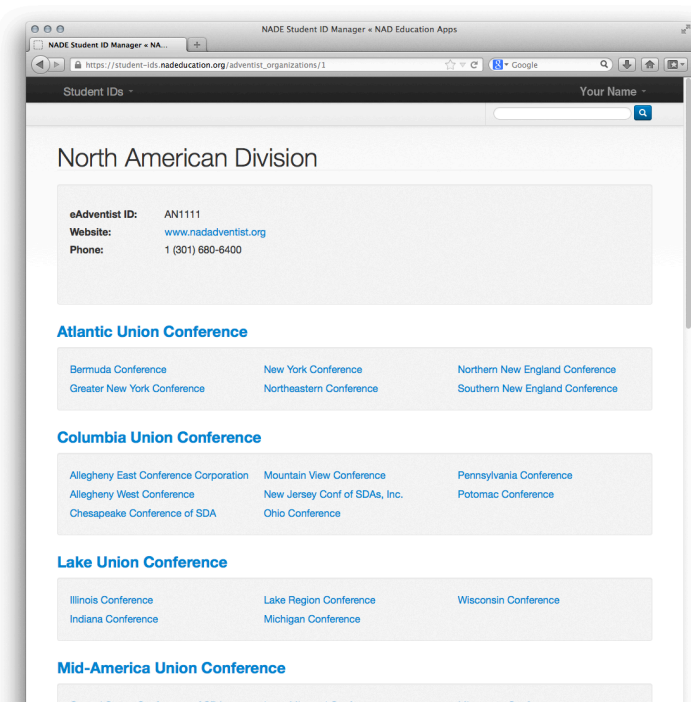 NADE Student ID Manager « NAD Education Apps
NADE Student ID Manager « NA...
https://student-ids.nadeducation.org/adventist_organizations/1
Google
Student IDs
Your Name
North American Division
eAdventist ID: AN1111
Website: www.nadadventist.org
Phone: 1 (301) 680-6400
Atlantic Union Conference
Bermuda Conference New York Conference Northern New England Conference
Greater New York Conference Northeastern Conference Southern New England Conference
Columbia Union Conference
Allegheny East Conference Corporation Mountain View Conference Pennsylvania Conference
Allegheny West Conference New Jersey Conf of SDAs, Inc. Potomac Conference
Chesapeake Conference of SDA Ohio Conference
Lake Union Conference
Illinois Conference Lake Region Conference Wisconsin Conference
Indiana Conference Michigan Conference
Mid-America Union Conference